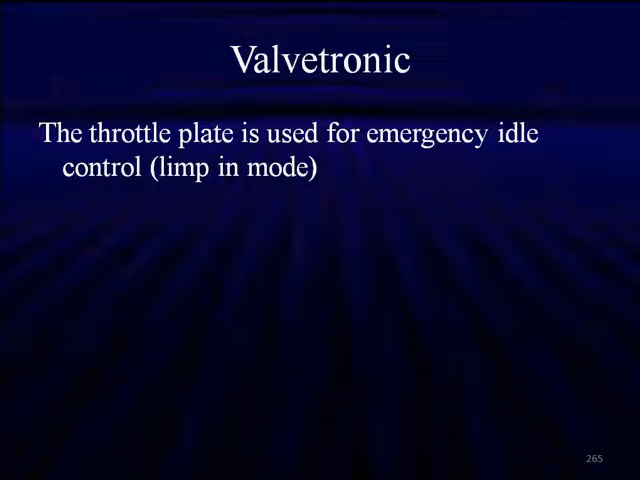 Valvetronic
The throttle plate is used for emergency idle
control (limp in mode)
265